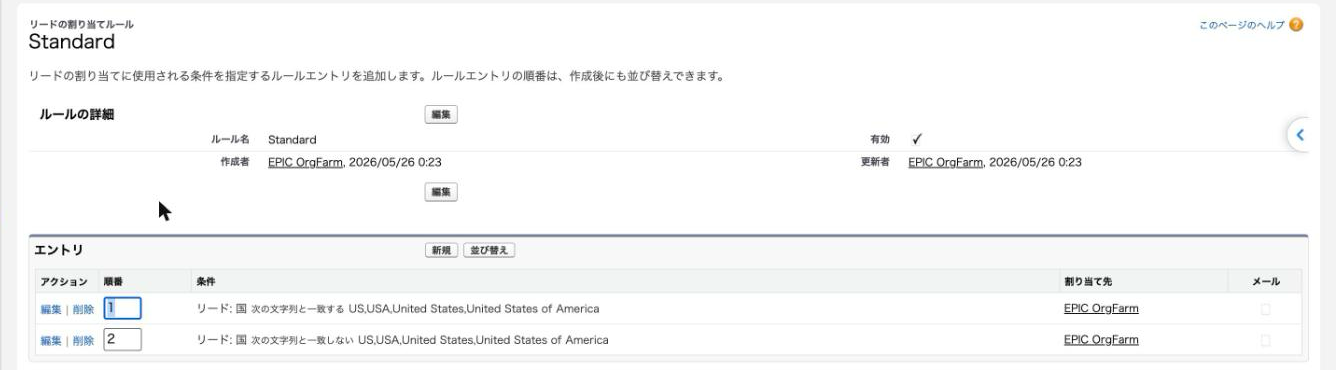 リードの割り当てルール
Standard
このページのヘルプ ?
リードの割り当てに使用される条件を指定するルールエントリを追加します。ルールエントリの順番は、作成後にも並び替えできます。
ルールの詳細 編集
ルール名 Standard 有効 ✓
作成者 EPIC OrgFarm, 2026/05/26 0:23 更新者 EPIC OrgFarm, 2026/05/26 0:23
編集
エントリ 新規 並び替え
アクション 順番 条件 割り当て先 メール
編集 | 削除 1 リード: 国 次の文字列と一致する US,USA,United States,United States of America EPIC OrgFarm
編集 | 削除 2 リード: 国 次の文字列と一致しない US,USA,United States,United States of America EPIC OrgFarm